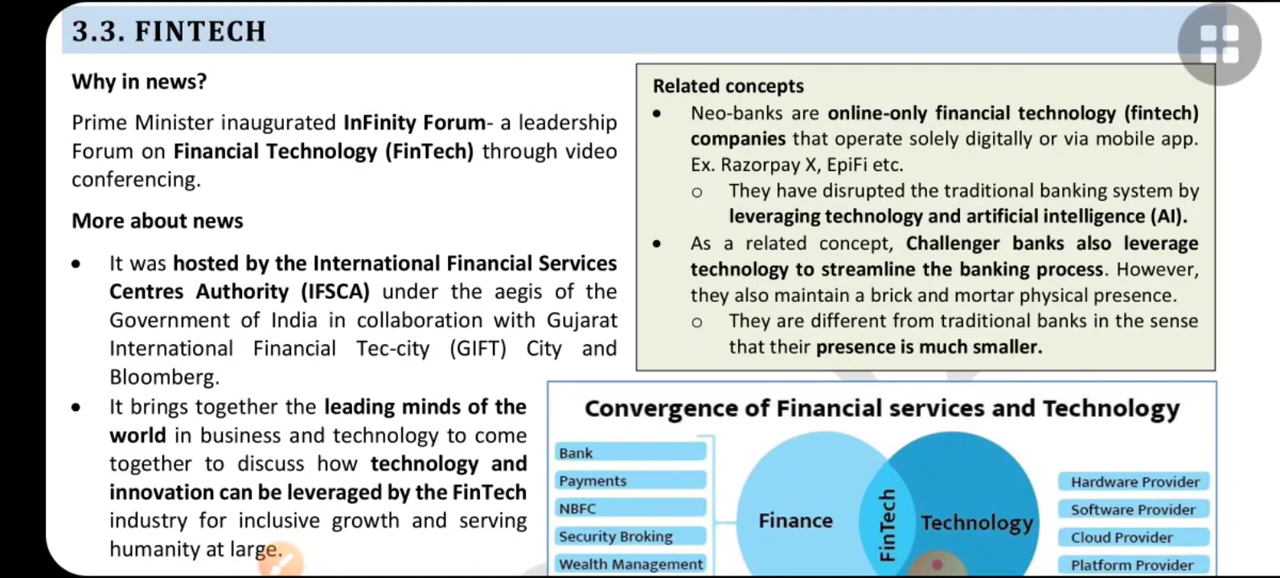 3.3. FINTECH
Why in news?
Prime Minister inaugurated InFinity Forum- a leadership
Forum on Financial Technology (FinTech) through video
conferencing.
More about news
• It was hosted by the International Financial Services
Centres Authority (IFSCA) under the aegis of the
Government of India in collaboration with Gujarat
International Financial Tec-city (GIFT) City and
Bloomberg.
• It brings together the leading minds of the
world in business and technology to come
together to discuss how technology and
innovation can be leveraged by the FinTech
industry for inclusive growth and serving
humanity at large.
Related concepts
• Neo-banks are online-only financial technology (fintech)
companies that operate solely digitally or via mobile app.
Ex. Razorpay X, EpiFi etc.
o They have disrupted the traditional banking system by
leveraging technology and artificial intelligence (AI).
• As a related concept, Challenger banks also leverage
technology to streamline the banking process. However,
they also maintain a brick and mortar physical presence.
o They are different from traditional banks in the sense
that their presence is much smaller.
Convergence of Financial services and Technology
Bank
Payments
NBFC
Security Broking
Wealth Management
Finance
FinTech
Technology
Hardware Provider
Software Provider
Cloud Provider
Platform Provider